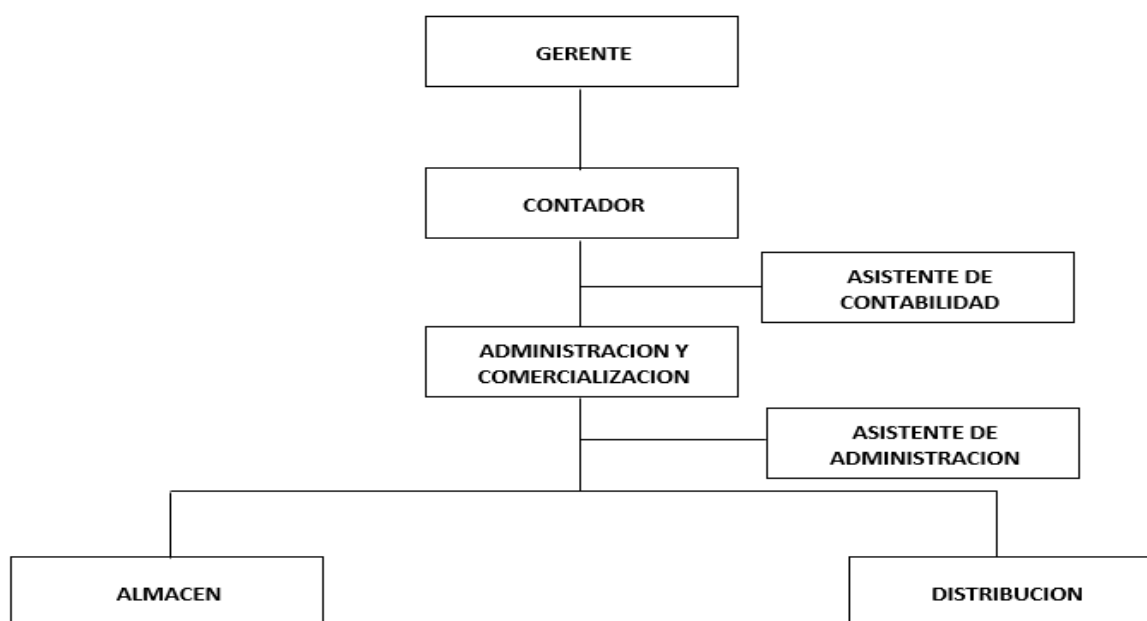 GERENTE
CONTADOR
ASISTENTE DE
CONTABILIDAD
ADMINISTRACION Y
COMERCIALIZACION
ASISTENTE DE
ADMINISTRACION
ALMACEN
DISTRIBUCION